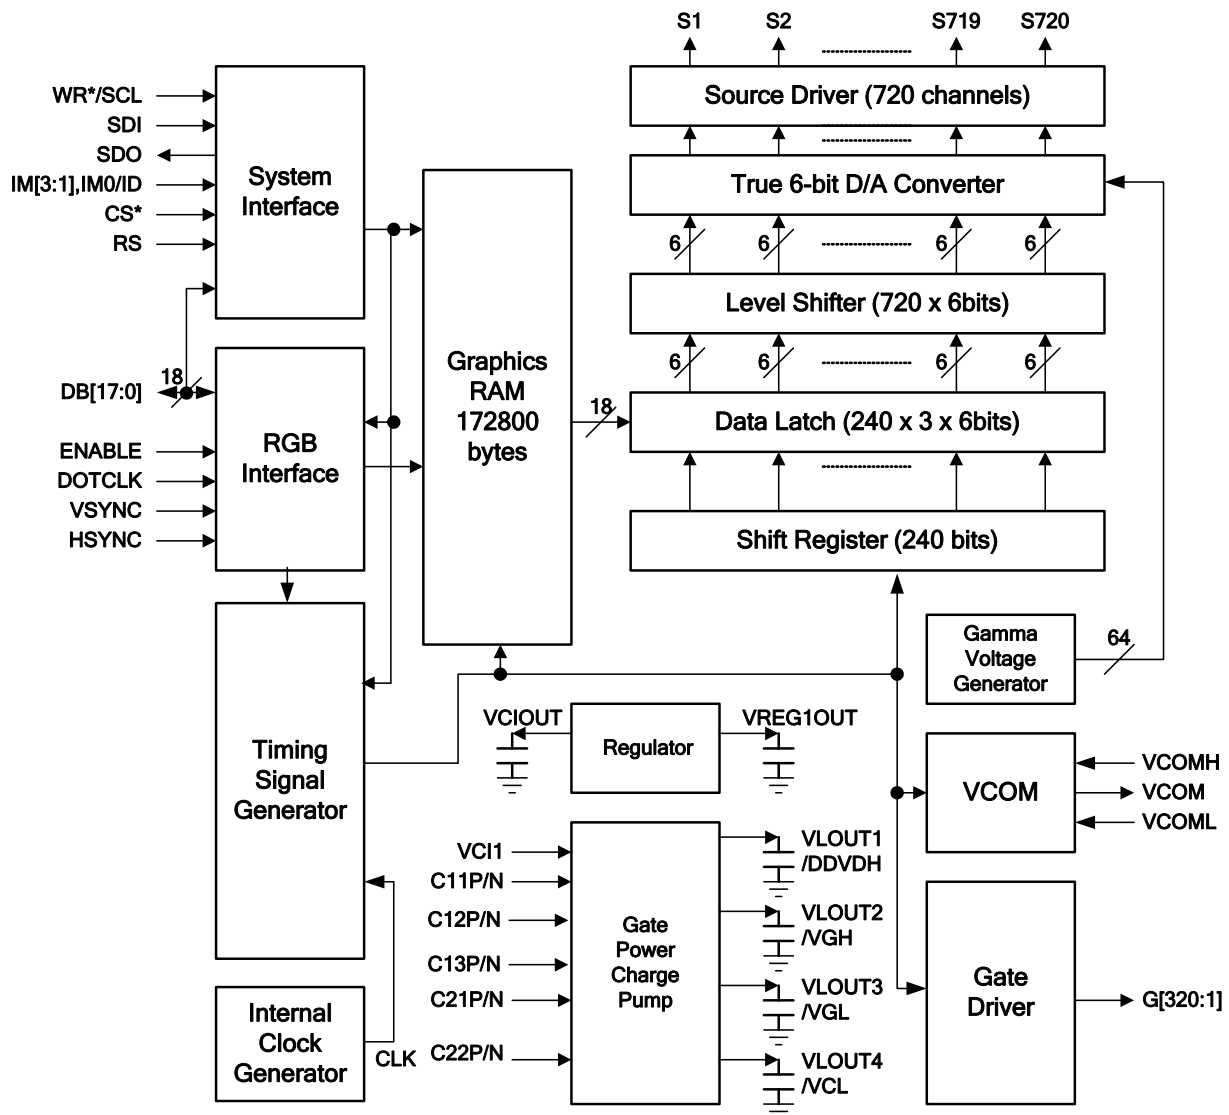 S1
S2
S719
S720
Source Driver (720 channels)
True 6-bit D/A Converter
6
6
6
6
Level Shifter (720 x 6bits)
6
6
6
6
Data Latch (240 x 3 x 6bits)
Shift Register (240 bits)
WR*/SCL
SDI
SDO
IM[3:1],IM0/ID
CS*
RS
System
Interface
DB[17:0]
18
ENABLE
DOTCLK
VSYNC
HSYNC
RGB
Interface
Graphics
RAM
172800
bytes
18
Timing
Signal
Generator
Internal
Clock
Generator
CLK
Gamma
Voltage
Generator
64
VCIOUT
Regulator
VREG1OUT
VCOM
VCOMH
VCOM
VCOML
VCI1
C11P/N
C12P/N
C13P/N
C21P/N
C22P/N
Gate
Power
Charge
Pump
VLOUT1
/DDVDH
VLOUT2
/VGH
VLOUT3
/VGL
VLOUT4
/VCL
Gate
Driver
G[320:1]